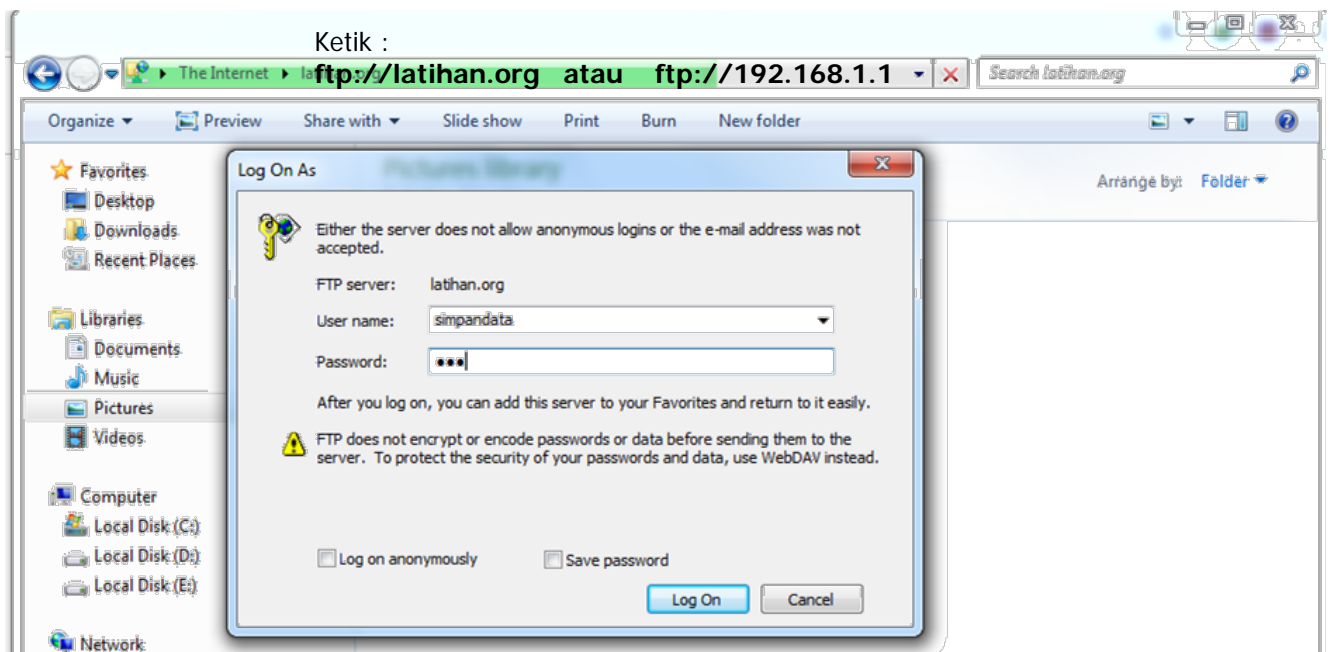 Ketik :
The Internet
ftp://latihan.org atau ftp://192.168.1.1
Search latihan.org
Organize Preview Share with Slide show Print Burn New folder
Favorites
Desktop
Downloads
Recent Places
Libraries
Documents
Music
Pictures
Videos
Computer
Local Disk (C:)
Local Disk (D:)
Local Disk (E:)
Network
Pictures library
Arrange by: Folder
Log On As
Either the server does not allow anonymous logins or the e-mail address was not
accepted.
FTP server: latihan.org
User name: simpandata
Password: •••
After you log on, you can add this server to your Favorites and return to it easily.
FTP does not encrypt or encode passwords or data before sending them to the
server. To protect the security of your passwords and data, use WebDAV instead.
Log on anonymously Save password
Log On Cancel